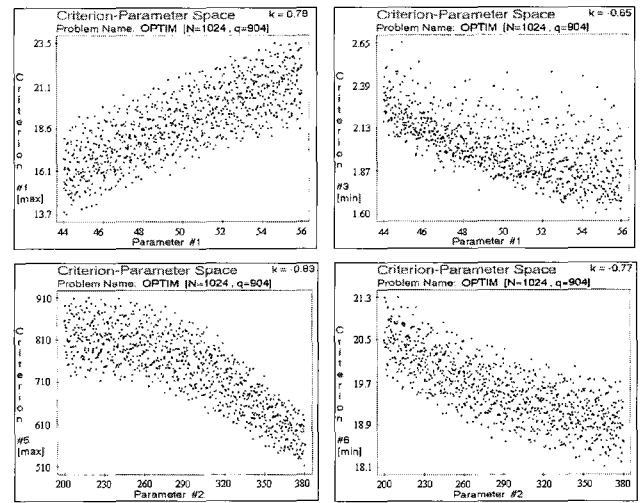 Criterion-Parameter Space k = 0.78
Problem Name: OPTIM [N=1024, q=904]
23.5
21.1
18.6
16.1
13.7
Criterion
#1
[max]
44 46 50 52 54 56
Parameter #1
Criterion-Parameter Space k = -0.65
Problem Name: OPTIM [N=1024, q=904]
2.65
2.39
2.13
1.87
1.60
Criterion
#3
[min]
44 46 50 52 54 56
Parameter #1
Criterion-Parameter Space k = -0.83
Problem Name: OPTIM [N=1024, q=904]
910
810
710
610
510
Criterion
#5
[max]
200 230 260 290 320 350 380
Parameter #2
Criterion-Parameter Space k = -0.77
Problem Name: OPTIM [N=1024, q=904]
21.3
20.5
19.7
18.9
18.1
Criterion
#6
[min]
200 230 260 290 320 350 380
Parameter #2